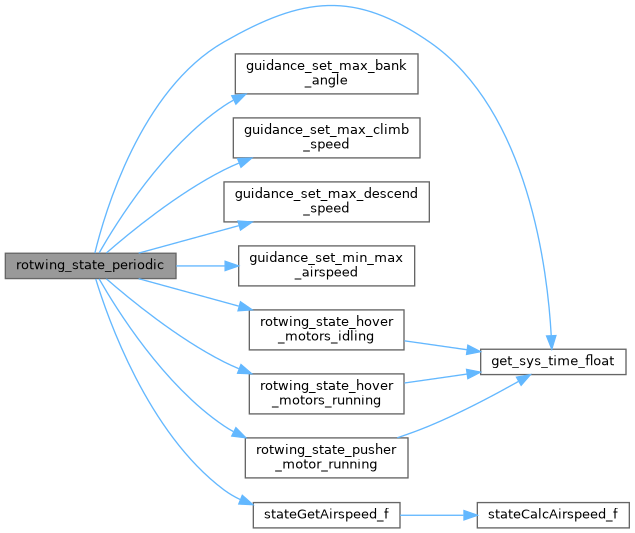 guidance_set_max_bank
_angle
guidance_set_max_climb
_speed
guidance_set_max_descend
_speed
rotwing_state_periodic
guidance_set_min_max
_airspeed
rotwing_state_hover
_motors_idling
get_sys_time_float
rotwing_state_hover
_motors_running
rotwing_state_pusher
_motor_running
stateGetAirspeed_f
stateCalcAirspeed_f